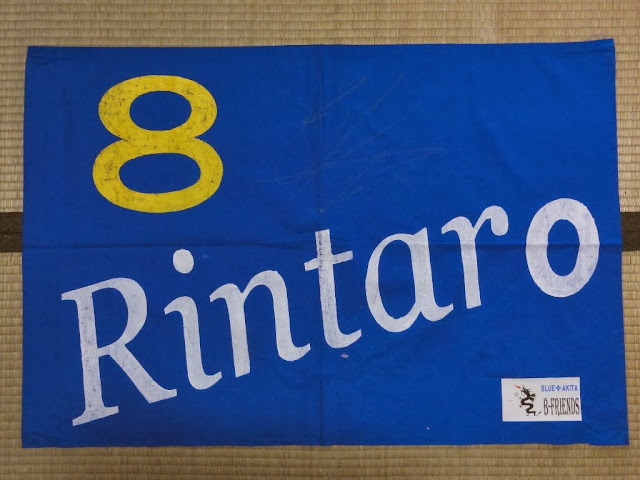 8
Rintaro
BLUE+AKITA
B-FRIENDS